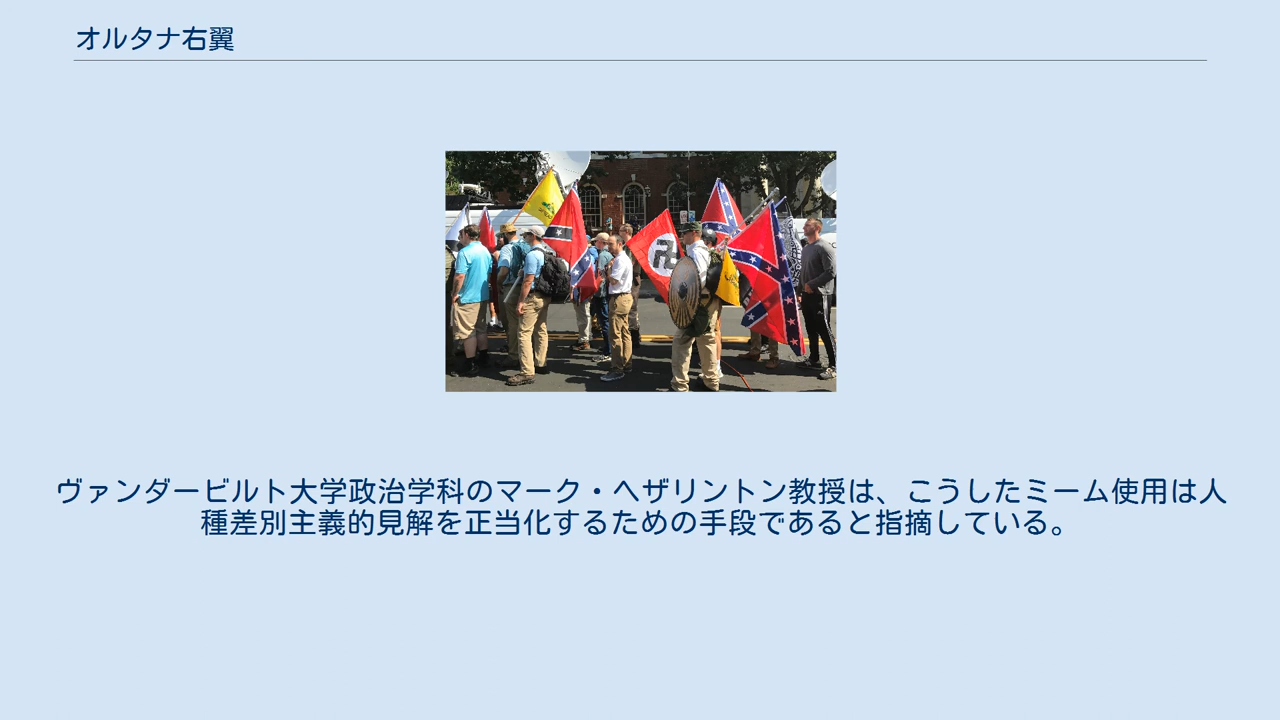 オルタナ右翼
ヴァンダービルト大学政治学科のマーク・ヘザリントン教授は、こうしたミーム使用は人
種差別主義的見解を正当化するための手段であると指摘している。